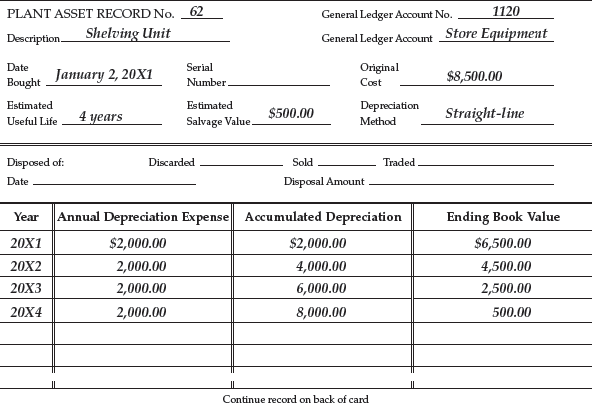 PLANT ASSET RECORD No. 62 General Ledger Account No. 1120
Description Shelving Unit General Ledger Account Store Equipment
Date Bought January 2, 20X1 Serial Number Original Cost $8,500.00
Estimated Useful Life 4 years Estimated Salvage Value $500.00 Depreciation Method Straight-line
Disposed of: Discarded Sold Traded
Date Disposal Amount
Year Annual Depreciation Expense Accumulated Depreciation Ending Book Value
20X1 $2,000.00 $2,000.00 $6,500.00
20X2 2,000.00 4,000.00 4,500.00
20X3 2,000.00 6,000.00 2,500.00
20X4 2,000.00 8,000.00 500.00
Continue record on back of card